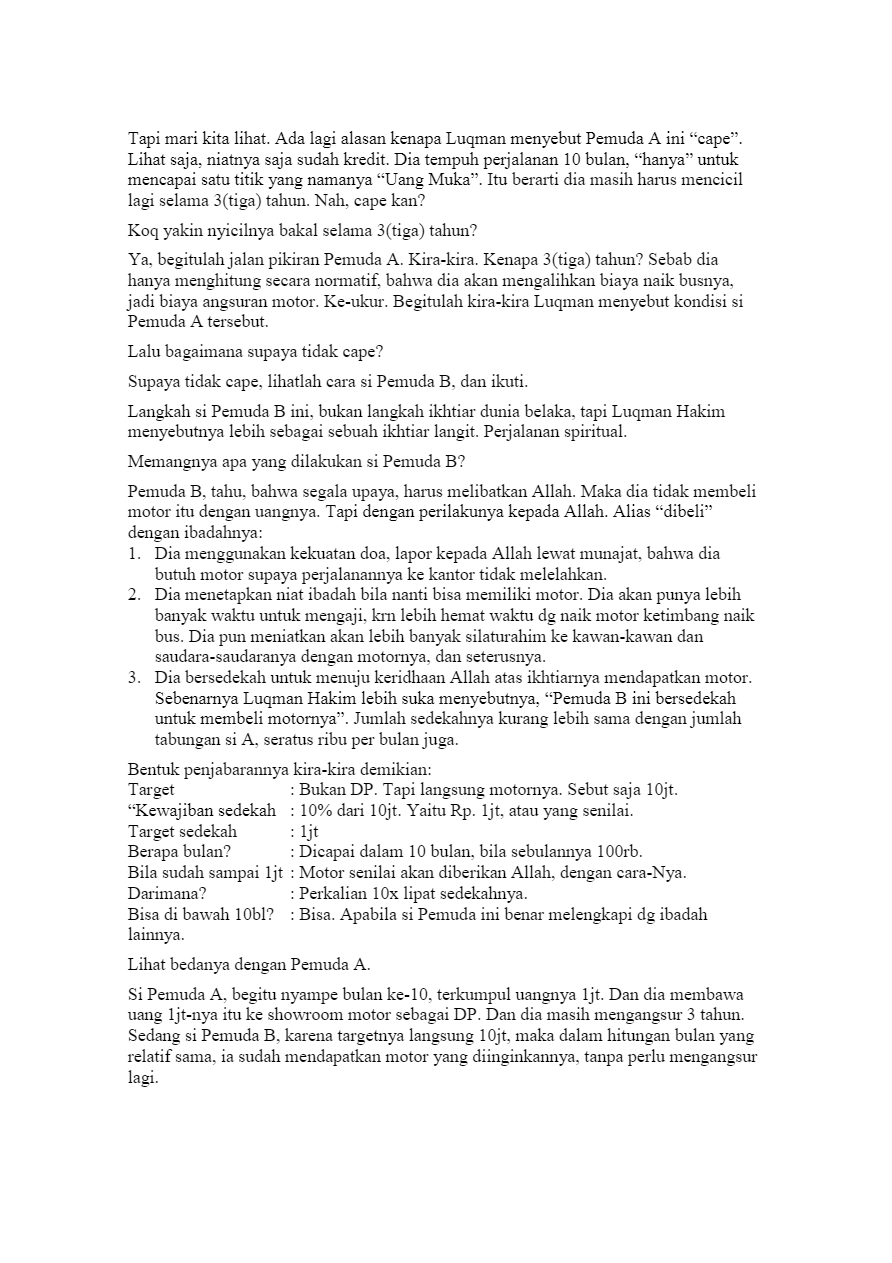 Tapi mari kita lihat. Ada lagi alasan kenapa Luqman menyebut Pemuda A ini “cape”.
Lihat saja, niatnya saja sudah kredit. Dia tempuh perjalanan 10 bulan, “hanya” untuk
mencapai satu titik yang namanya “Uang Muka”. Itu berarti dia masih harus mencicil
lagi selama 3(tiga) tahun. Nah, cape kan?
Koq yakin nyicilnya bakal selama 3(tiga) tahun?
Ya, begitulah jalan pikiran Pemuda A. Kira-kira. Kenapa 3(tiga) tahun? Sebab dia
hanya menghitung secara normatif, bahwa dia akan mengalihkan biaya naik busnya,
jadi biaya angsuran motor. Ke-ukur. Begitulah kira-kira Luqman menyebut kondisi si
Pemuda A tersebut.
Lalu bagaimana supaya tidak cape?
Supaya tidak cape, lihatlah cara si Pemuda B, dan ikuti.
Langkah si Pemuda B ini, bukan langkah ikhtiar dunia belaka, tapi Luqman Hakim
menyebutnya lebih sebagai sebuah ikhtiar langit. Perjalanan spiritual.
Memangnya apa yang dilakukan si Pemuda B?
Pemuda B, tahu, bahwa segala upaya, harus melibatkan Allah. Maka dia tidak membeli
motor itu dengan uangnya. Tapi dengan perilakunya kepada Allah. Alias “dibeli”
dengan ibadahnya:
1. Dia menggunakan kekuatan doa, lapor kepada Allah lewat munajat, bahwa dia
butuh motor supaya perjalanannya ke kantor tidak melelahkan.
2. Dia menetapkan niat ibadah bila nanti bisa memiliki motor. Dia akan punya lebih
banyak waktu untuk mengaji, krn lebih hemat waktu dg naik motor ketimbang naik
bus. Dia pun meniatkan akan lebih banyak silaturahim ke kawan-kawan dan
saudara-saudaranya dengan motornya, dan seterusnya.
3. Dia bersedekah untuk menuju keridhaan Allah atas ikhtiarnya mendapatkan motor.
Sebenarnya Luqman Hakim lebih suka menyebutnya, “Pemuda B ini bersedekah
untuk membeli motornya”. Jumlah sedekahnya kurang lebih sama dengan jumlah
tabungan si A, seratus ribu per bulan juga.
Bentuk penjabarannya kira-kira demikian:
Target : Bukan DP. Tapi langsung motornya. Sebut saja 10jt.
“Kewajiban sedekah : 10% dari 10jt. Yaitu Rp. 1jt, atau yang senilai.
Target sedekah : 1jt
Berapa bulan? : Dicapai dalam 10 bulan, bila sebulannya 100rb.
Bila sudah sampai 1jt : Motor senilai akan diberikan Allah, dengan cara-Nya.
Darimana? : Perkalian 10x lipat sedekahnya.
Bisa di bawah 10bl? : Bisa. Apabila si Pemuda ini benar melengkapi dg ibadah
lainnya.
Lihat bedanya dengan Pemuda A.
Si Pemuda A, begitu nyampe bulan ke-10, terkumpul uangnya 1jt. Dan dia membawa
uang 1jt-nya itu ke showroom motor sebagai DP. Dan dia masih mengangsur 3 tahun.
Sedang si Pemuda B, karena targetnya langsung 10jt, maka dalam hitungan bulan yang
relatif sama, ia sudah mendapatkan motor yang diinginkannya, tanpa perlu mengangsur
lagi.